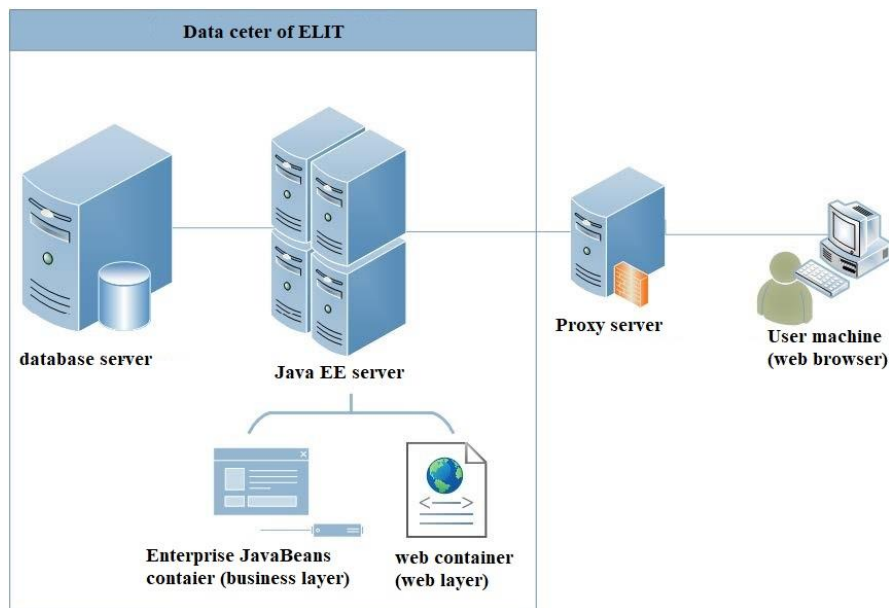 Data ceter of ELIT
database server
Java EE server
Proxy server
User machine
(web browser)
Enterprise JavaBeans
contaier (business layer)
web container
(web layer)